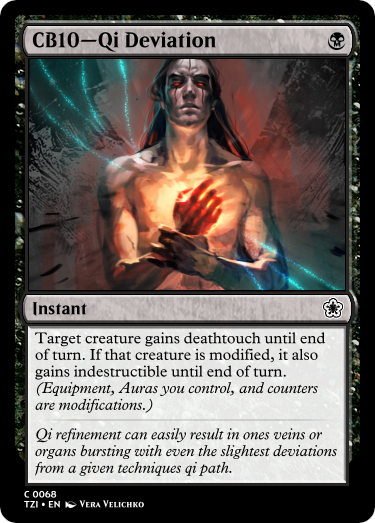 CB10—Qi Deviation
Instant
Target creature gains deathtouch until end
of turn. If that creature is modified, it also
gains indestructible until end of turn.
(Equipment, Auras you control, and counters
are modifications.)
Qi refinement can easily result in ones veins or
organs bursting with even the slightest deviations
from a given techniques qi path.
C 0068
TZI • EN Vera Velichko